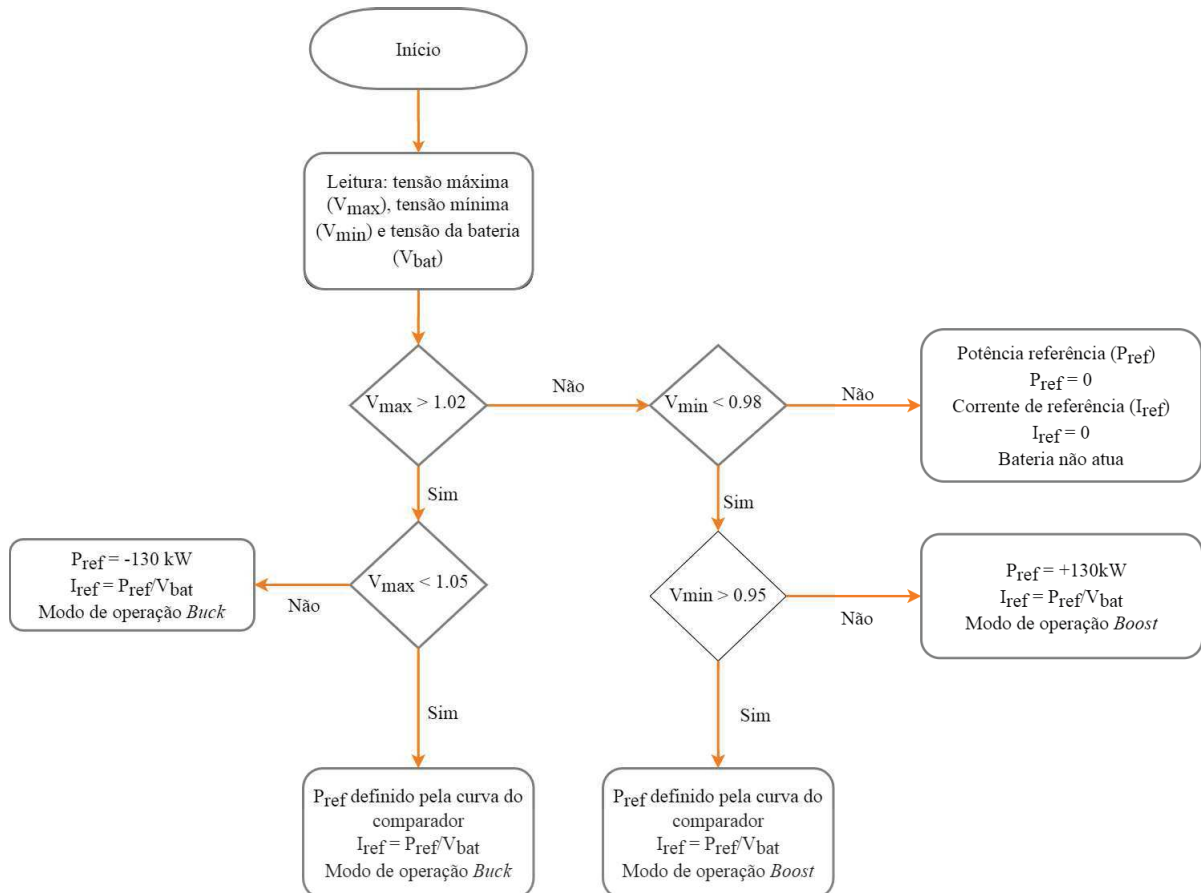 Início
Leitura: tensão máxima
(Vmax), tensão mínima
(Vmin) e tensão da bateria
(Vbat)
Vmax > 1.02
Não
Vmin < 0.98
Não
Potência referência (Pref)
Pref = 0
Corrente de referência (Iref)
Iref = 0
Bateria não atua
Sim
Sim
Pref = -130 kW
Iref = Pref/Vbat
Modo de operação Buck
Não
Vmax < 1.05
Vmin > 0.95
Não
Pref = +130kW
Iref = Pref/Vbat
Modo de operação Boost
Sim
Sim
Pref definido pela curva do
comparador
Iref = Pref/Vbat
Modo de operação Buck
Pref definido pela curva do
comparador
Iref = Pref/Vbat
Modo de operação Boost